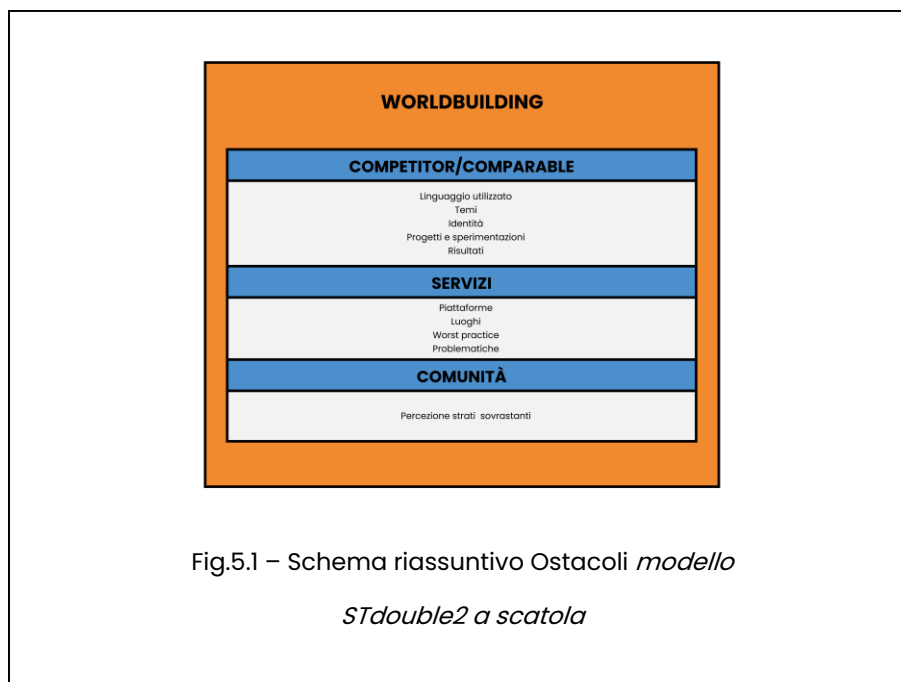 WORLDBUILDING
COMPETITOR/COMPARABLE
Linguaggio utilizzato
Temi
Identità
Progetti e sperimentazioni
Risultati
SERVIZI
Piattaforme
Luoghi
Worst practice
Problematiche
COMUNITÀ
Percezione strati sovrastanti
Fig.5.1 – Schema riassuntivo Ostacoli modello
STdouble2 a scatola